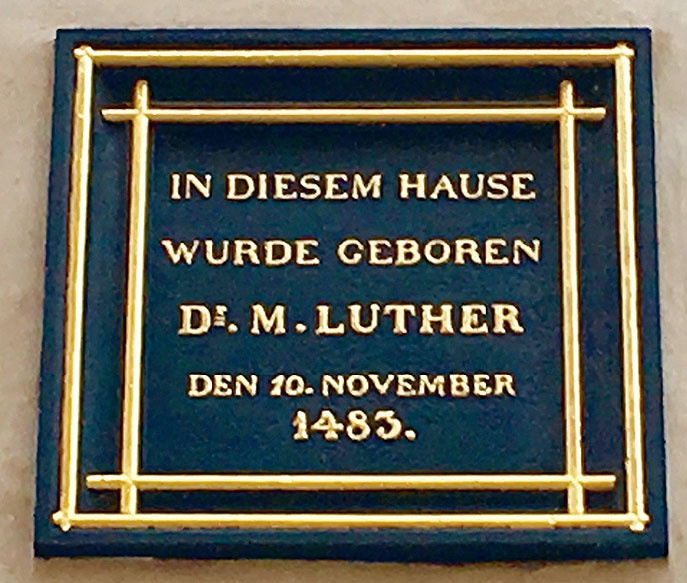 IN DIESEM HAUSE
WURDE GEBOREN
Dr. M. LUTHER
DEN 10. NOVEMBER
1483.